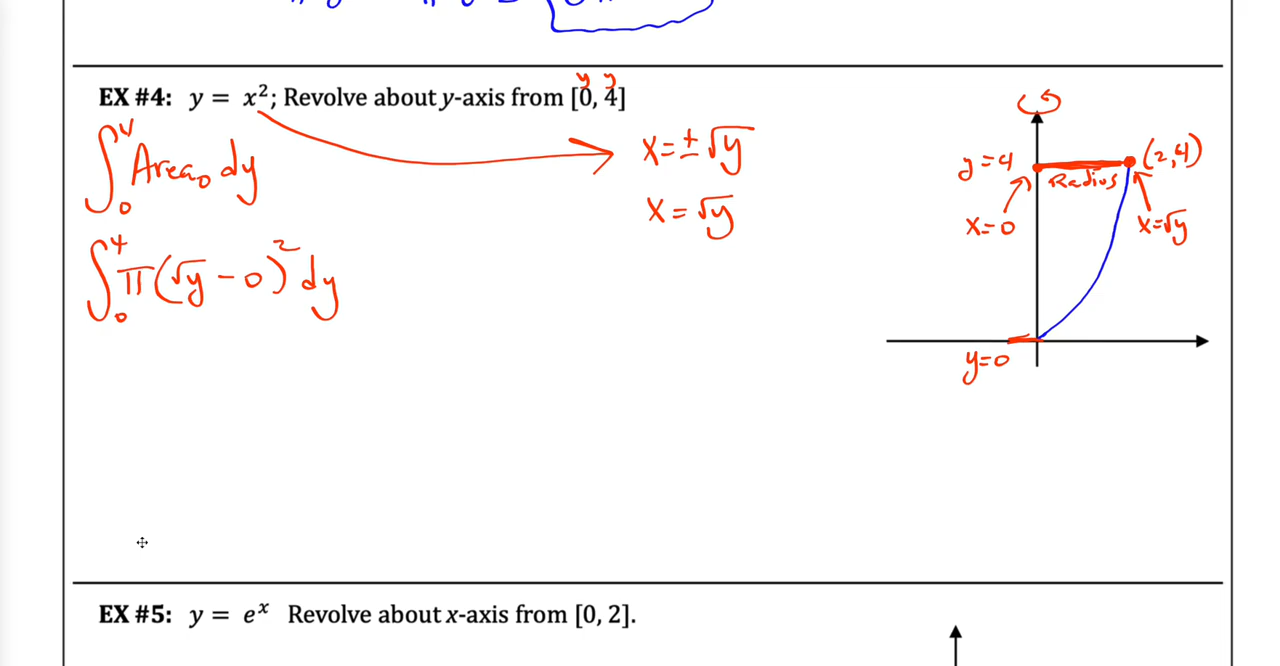 EX #4: y = x²; Revolve about y-axis from [0, 4]
y y
∫₀⁴ Area₀ dy
x = ±√y
x = √y
∫₀⁴ π(√y − 0)² dy
y = 4
(2,4)
Radius
x=0
x=√y
y=0
EX #5: y = eˣ Revolve about x-axis from [0, 2].